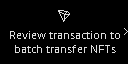 Review transaction to
batch transfer NFTs